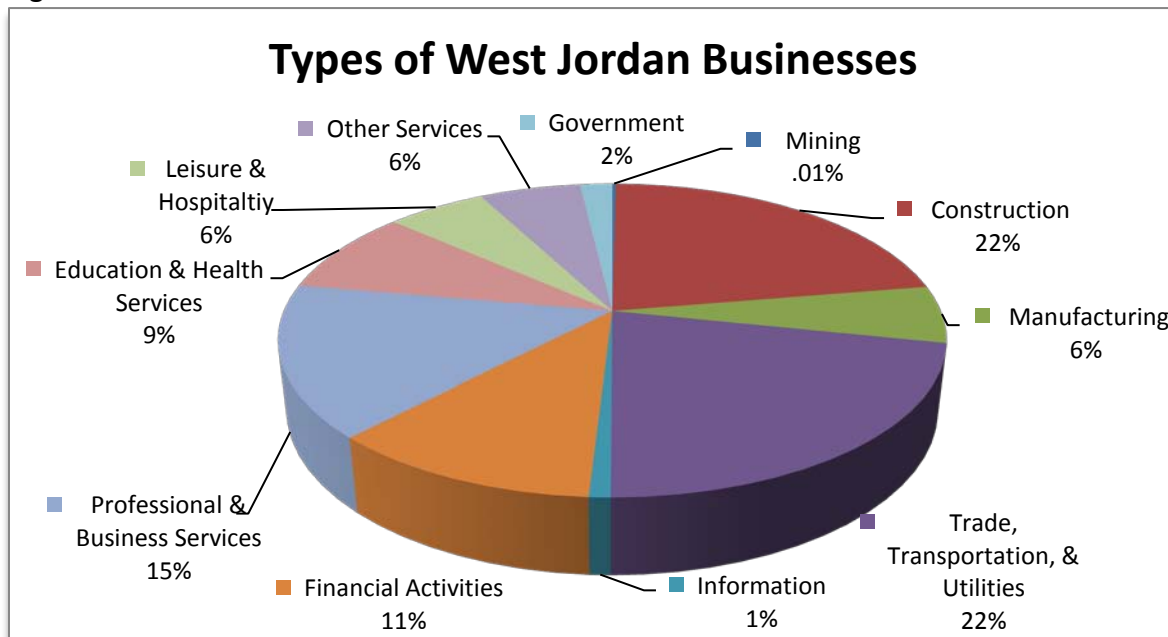 Types of West Jordan Businesses
Other Services
6%
Government
2%
Mining
.01%
Leisure &
Hospitaltiy
6%
Construction
22%
Education & Health
Services
9%
Manufacturing
6%
Professional &
Business Services
15%
Financial Activities
11%
Information
1%
Trade,
Transportation, &
Utilities
22%